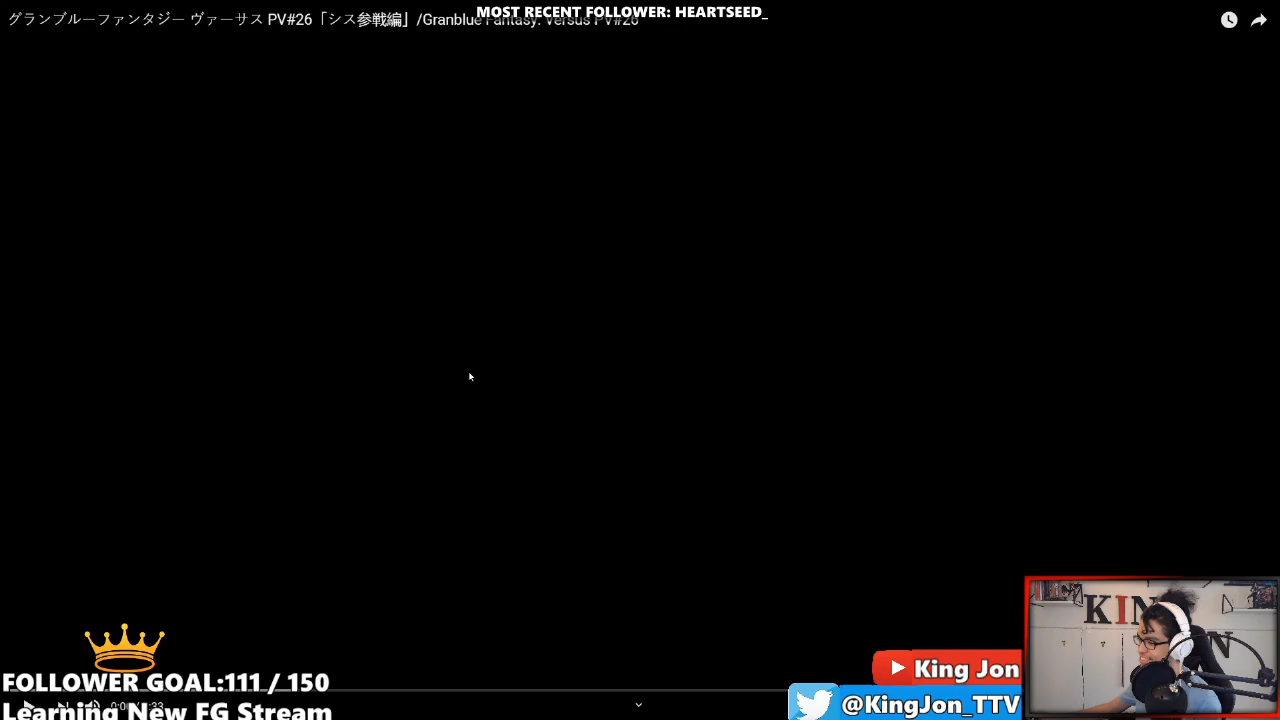 グランブルーファンタジー ヴァーサス PV#26「シス参戦編」/Granblue Fantasy: Versus PV#26
MOST RECENT FOLLOWER: HEARTSEED_
KIN
N
FOLLOWER GOAL:111 / 150
Learning New FG Stream
King Jon
@KingJon_TTV